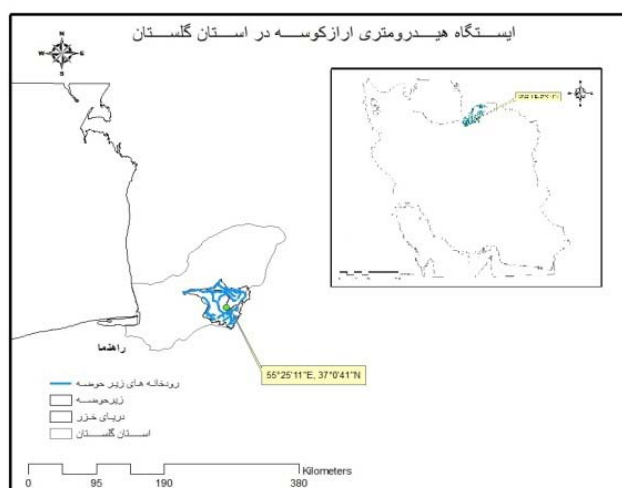 ایستگاه هیدرومتری ارازکوسه در استان گلستان
N
W E
S
راهنما
55°25'11"E, 37°0'41"N
رودخانه های زیر حوضه
زیرحوضه
دریای خزر
استان گلستان
Kilometers
0 95 190 380